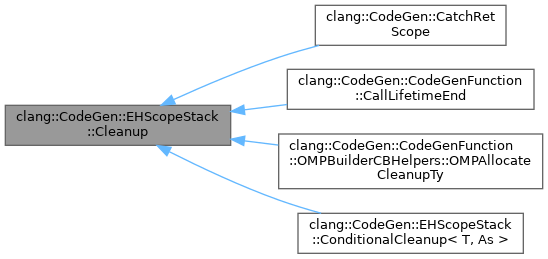 clang::CodeGen::CatchRet
Scope
clang::CodeGen::CodeGenFunction
::CallLifetimeEnd
clang::CodeGen::EHScopeStack
::Cleanup
clang::CodeGen::CodeGenFunction
::OMPBuilderCBHelpers::OMPAllocate
CleanupTy
clang::CodeGen::EHScopeStack
::ConditionalCleanup< T, As >